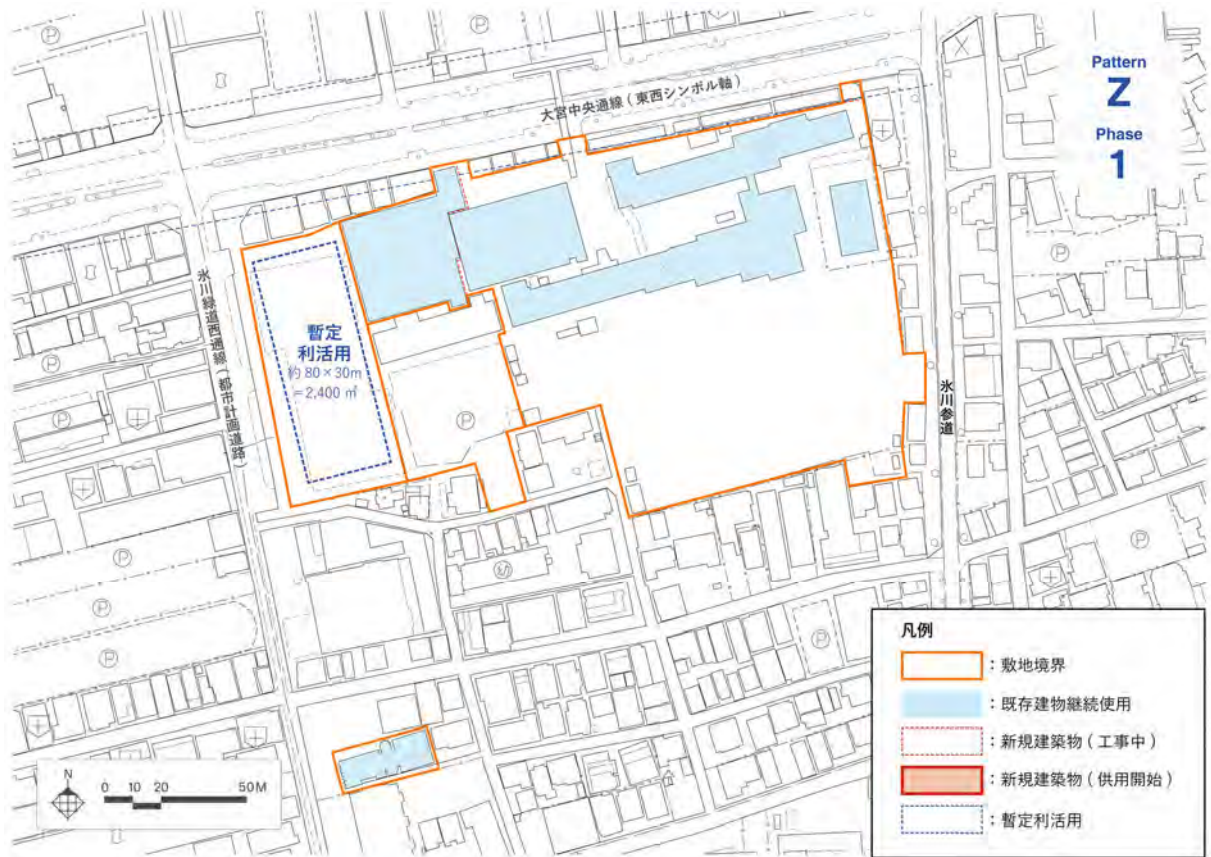 Pattern
Z
Phase
1
大宮中央通線(東西シンボル軸)
氷川緑道西通線(都市計画道路)
暫定
利活用
約80×30m
=2,400㎡
氷川参道
P
P
P
P
P
P
P
P
P
P
凡例
:敷地境界
:既存建物継続使用
:新規建築物(工事中)
:新規建築物(供用開始)
:暫定利活用
N
0 10 20 50M